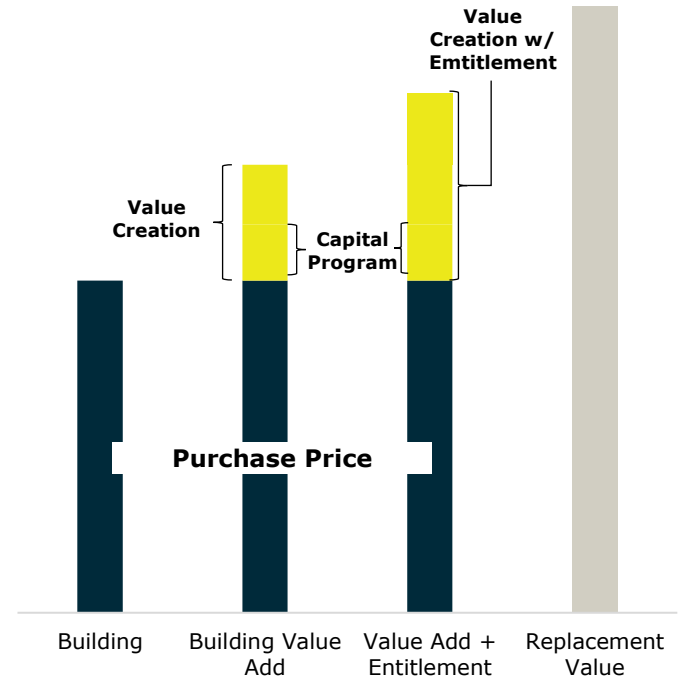 Value
Creation w/
Emtitlement
Value
Creation
Capital
Program
Purchase Price
Building
Building Value
Add
Value Add +
Entitlement
Replacement
Value